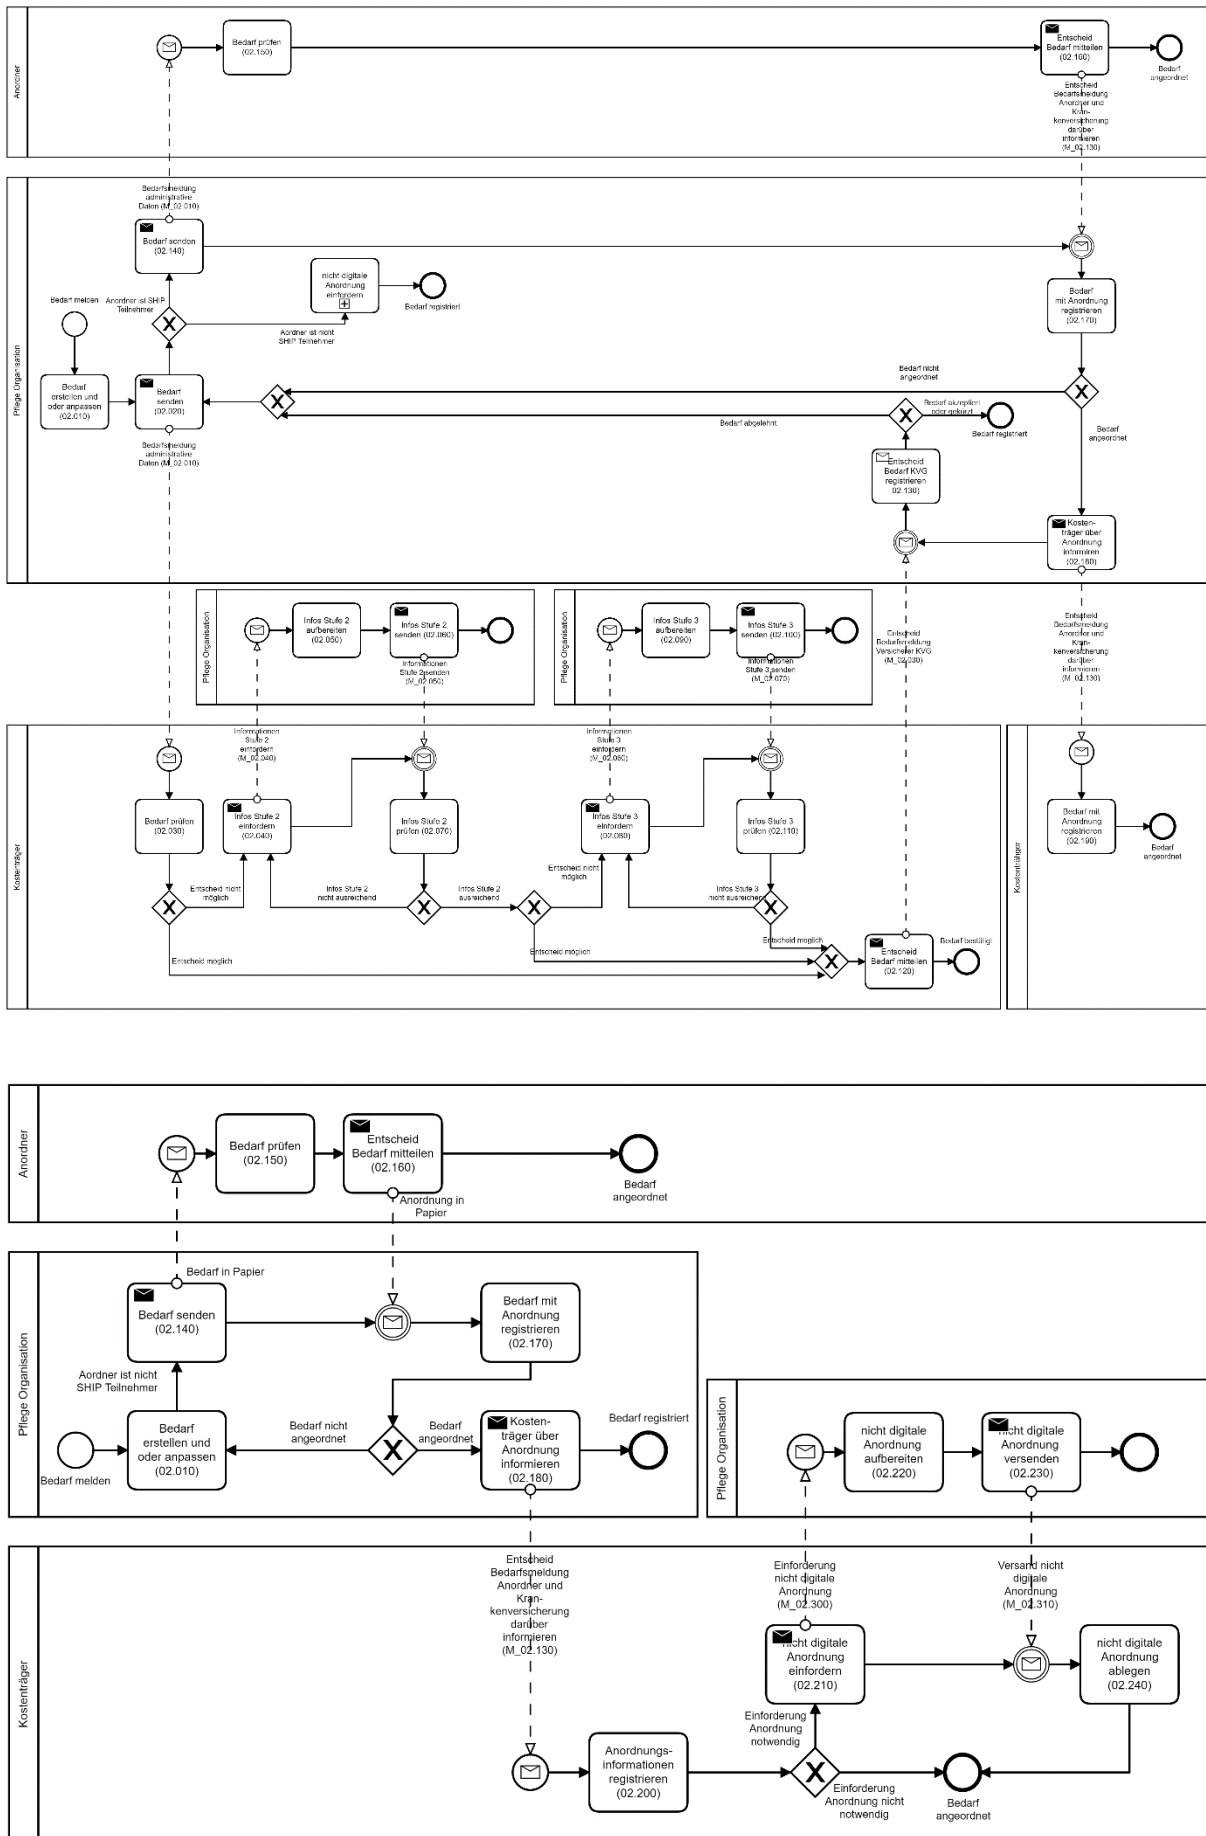 Anordner
Bedarf prüfen
(02.150)
Entscheid
Bedarf mitteilen
(02.160)
Bedarf
angeordnet
Entscheid
Bedarfsmeldung
Anordner und
Kran-
kenversicherung
darüber
informieren
(M_02.130)
Pflege Organisation
Bedarfsmeldung
administrative
Daten (M_02.010)
Bedarf senden
(02.140)
nicht digitale
Anordnung
einfordern
Bedarf registriert
Bedarf melden
Anordner ist SHIP
Teilnehmer
Aordner ist nicht
SHIP Teilnehmer
Bedarf
mit Anordnung
registrieren
(02.170)
Bedarf
erstellen und
oder anpassen
(02.010)
Bedarf
senden
(02.020)
Bedarf nicht
angeordnet
Bedarf akzeptiert
oder gekürzt
Bedarf registriert
Bedarf abgelehnt
Bedarf
angeordnet
Bedarfsmeldung
administrative
Daten (M_02.010)
Entscheid
Bedarf KVG
registrieren
02.130)
Kosten-
träger über
Anordnung
informiren
(02.180)
Pflege Organisation
Infos Stufe 2
aufbereiten
(02.050)
Infos Stufe 2
senden (02.060)
Informationen
Stufe 2 senden
(M_02.050)
Pflege Organisation
Infos Stufe 3
aufbereiten
(02.090)
Infos Stufe 3
senden (02.100)
Informationen
Stufe 3 senden
(M_02.070)
Entscheid
Bedarfsmeldung
Versicherer KVG
(M_02.030)
Entscheid
Bedarfsmeldung
Anordner und
Kran-
kenversicherung
darüber
informieren
(M_02.130)
Kostenträger
Informationen
Stufe 2
einfordern
(M_02.040)
Informationen
Stufe 3
einfordern
(M_02.060)
Bedarf prüfen
(02.030)
Infos Stufe 2
einfordern
(02.040)
Infos Stufe 2
prüfen (02.070)
Infos Stufe 3
einfordern
(02.080)
Infos Stufe 3
prüfen (02.110)
Entscheid nicht
möglich
Infos Stufe 2
nicht ausreichend
Infos Stufe 2
ausreichend
Entscheid nicht
möglich
Infos Stufe 3
nicht ausreichend
Entscheid möglich
Entscheid möglich
Entscheid möglich
Entscheid
Bedarf mitteilen
(02.120)
Bedarf bestätigt
Kostenträhger
Bedarf mit
Anordnung
registrieren
(02.190)
Bedarf
angeordnet
Anordner
Bedarf prüfen
(02.150)
Entscheid
Bedarf mitteilen
(02.160)
Bedarf
angeordnet
Anordnung in
Papier
Pflege Organisation
Bedarf in Papier
Bedarf senden
(02.140)
Bedarf mit
Anordnung
registrieren
(02.170)
Aordner ist nicht
SHIP Teilnehmer
Bedarf melden
Bedarf
erstellen und
oder anpassen
(02.010)
Bedarf nicht
angeordnet
Bedarf
angeordnet
Kosten-
träger über
Anordnung
informieren
(02.180)
Bedarf registriert
Pflege Organisation
nicht digitale
Anordnung
aufbereiten
(02.220)
nicht digitale
Anordnung
versenden
(02.230)
Kostenträger
Entscheid
Bedarfsmeldung
Anordner und
Kran-
kenversicherung
darüber
informieren
(M_02.130)
Einforderung
nicht digitale
Anordnung
(M_02.300)
Versand nicht
digitale
Anordnung
(M_02.310)
nicht digitale
Anordnung
einfordern
(02.210)
nicht digitale
Anordnung
ablegen
(02.240)
Einforderung
Anordnung
notwendig
Anordnungs-
informationen
registrieren
(02.200)
Einforderung
Anordnung nicht
notwendig
Bedarf
angeordnet